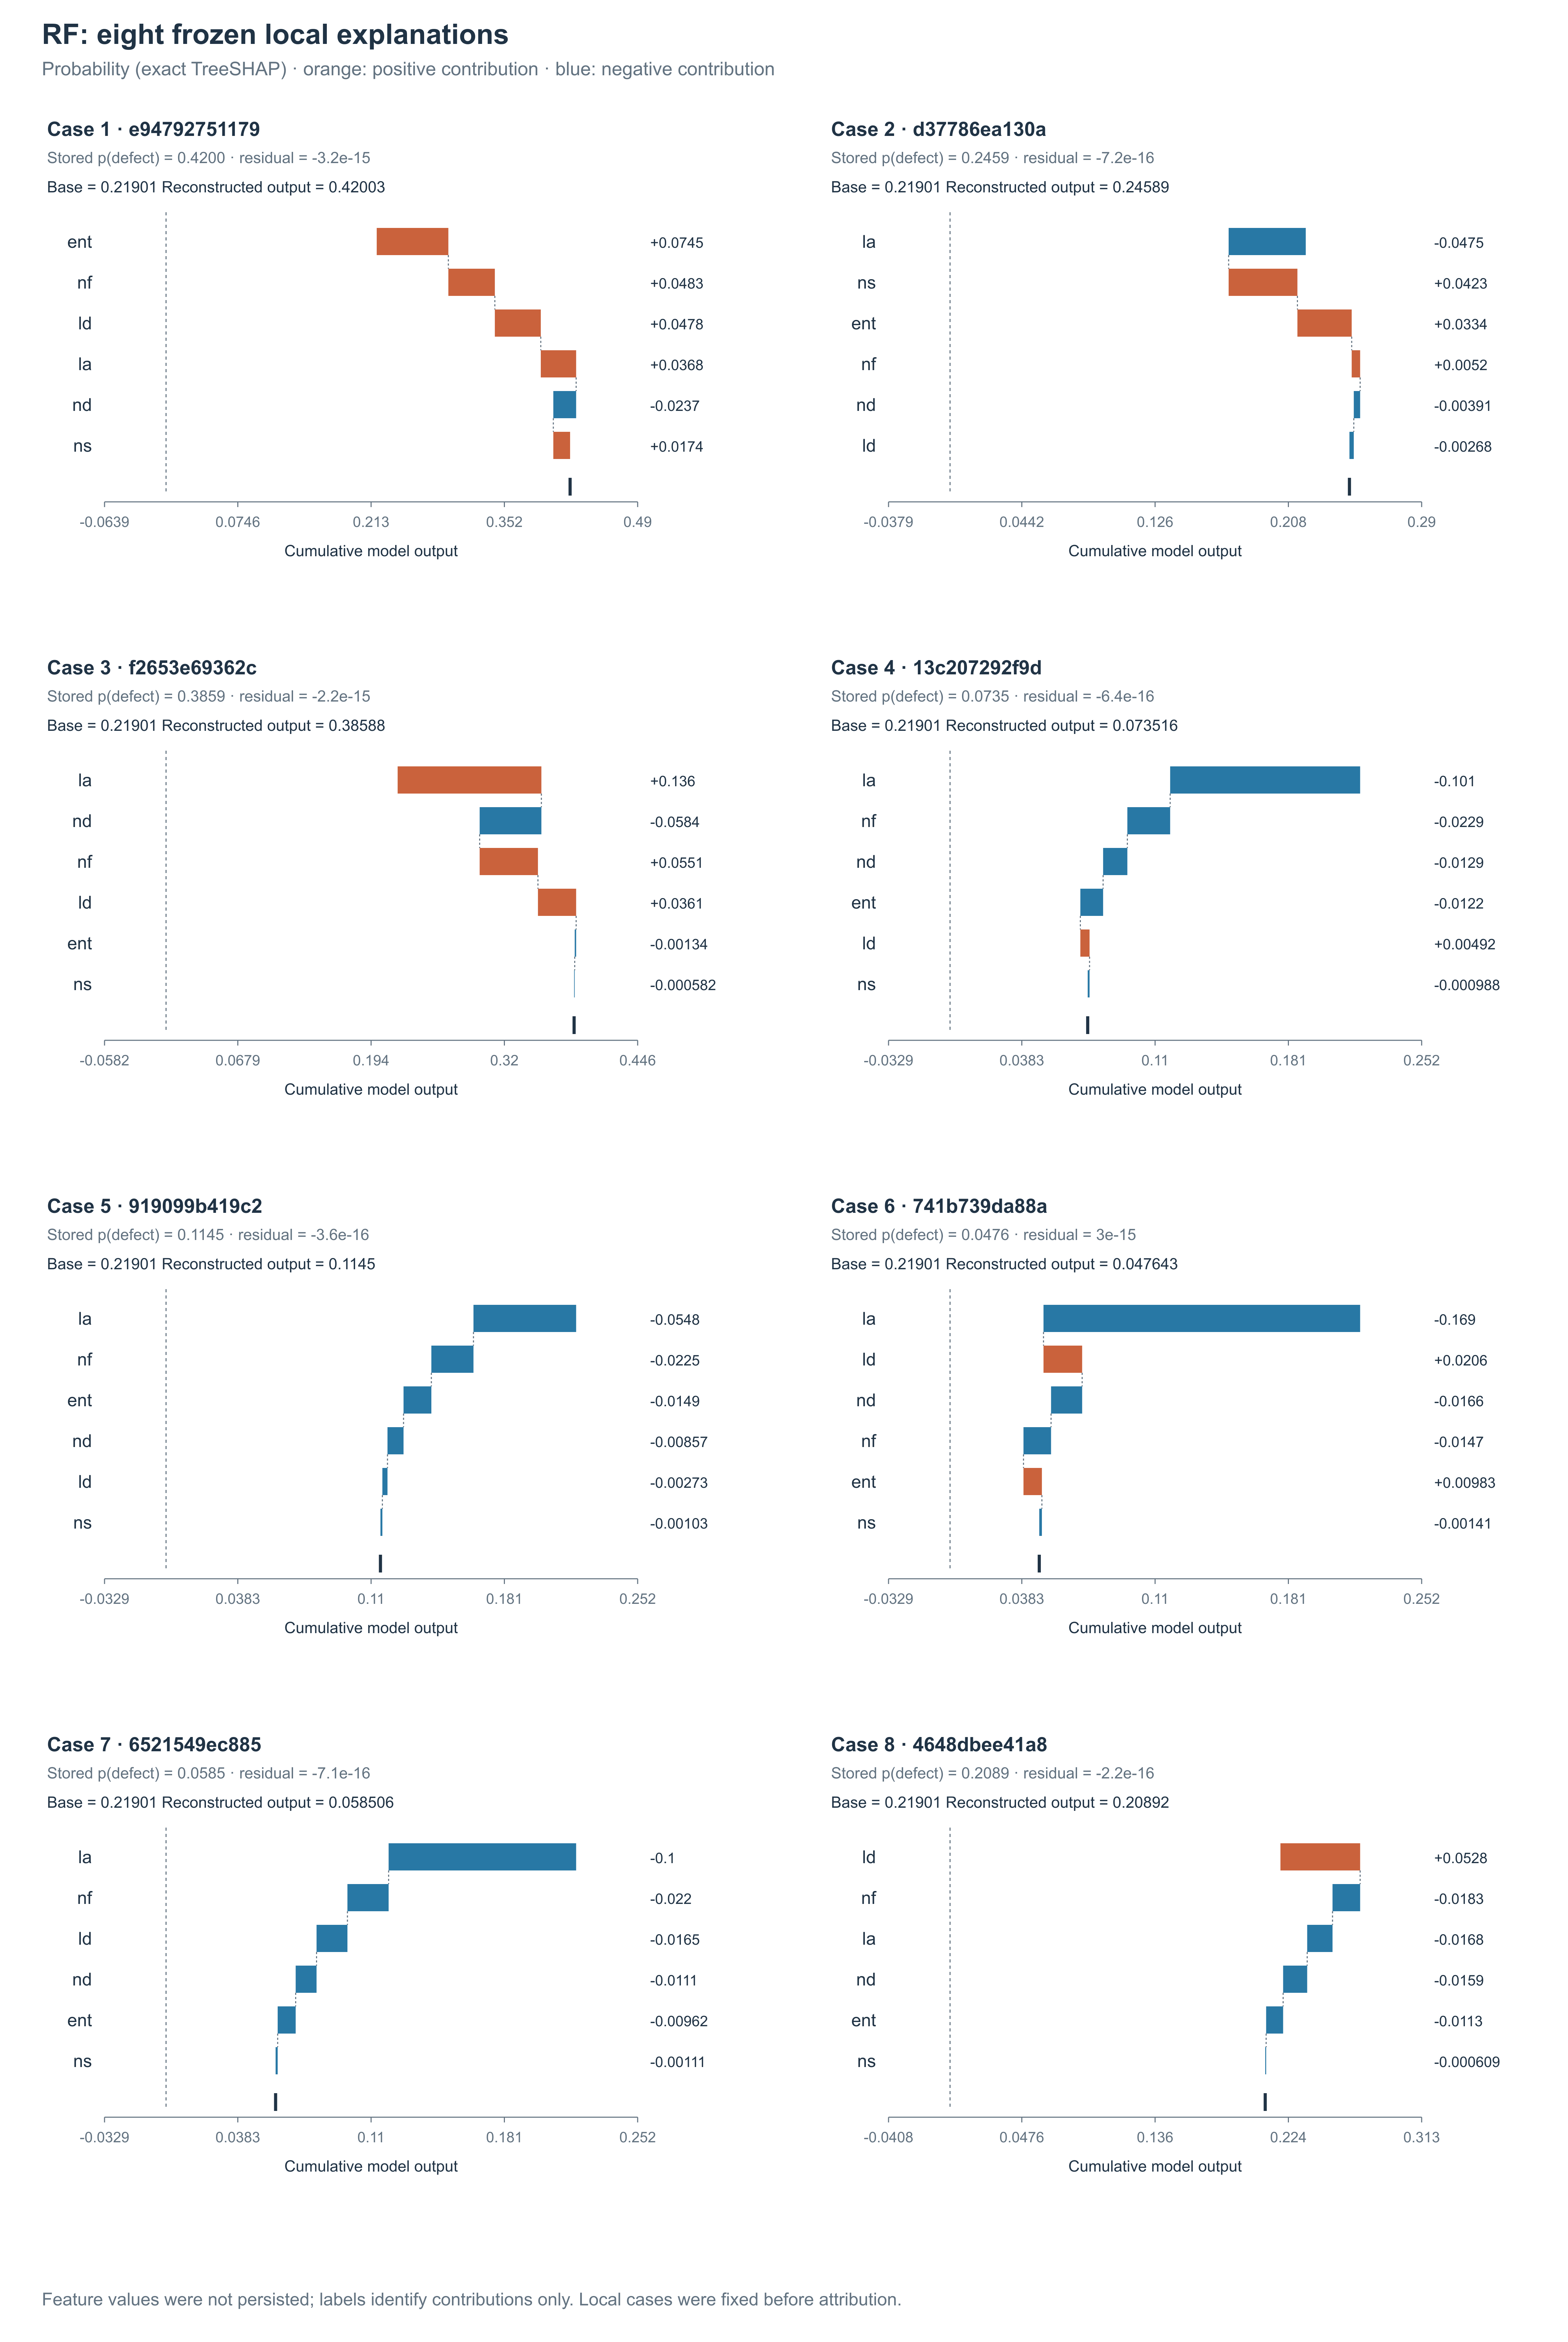 RF: eight frozen local explanations
Probability (exact TreeSHAP) · orange: positive contribution · blue: negative contribution
Case 1 · e94792751179
Stored p(defect) = 0.4200 · residual = -3.2e-15
Base = 0.21901 Reconstructed output = 0.42003
ent +0.0745
nf +0.0483
ld +0.0478
la +0.0368
nd -0.0237
ns +0.0174
-0.0639 0.0746 0.213 0.352 0.49
Cumulative model output
Case 2 · d37786ea130a
Stored p(defect) = 0.2459 · residual = -7.2e-16
Base = 0.21901 Reconstructed output = 0.24589
la -0.0475
ns +0.0423
ent +0.0334
nf +0.0052
nd -0.00391
ld -0.00268
-0.0379 0.0442 0.126 0.208 0.29
Cumulative model output
Case 3 · f2653e69362c
Stored p(defect) = 0.3859 · residual = -2.2e-15
Base = 0.21901 Reconstructed output = 0.38588
la +0.136
nd -0.0584
nf +0.0551
ld +0.0361
ent -0.00134
ns -0.000582
-0.0582 0.0679 0.194 0.32 0.446
Cumulative model output
Case 4 · 13c207292f9d
Stored p(defect) = 0.0735 · residual = -6.4e-16
Base = 0.21901 Reconstructed output = 0.073516
la -0.101
nf -0.0229
nd -0.0129
ent -0.0122
ld +0.00492
ns -0.000988
-0.0329 0.0383 0.11 0.181 0.252
Cumulative model output
Case 5 · 919099b419c2
Stored p(defect) = 0.1145 · residual = -3.6e-16
Base = 0.21901 Reconstructed output = 0.1145
la -0.0548
nf -0.0225
ent -0.0149
nd -0.00857
ld -0.00273
ns -0.00103
-0.0329 0.0383 0.11 0.181 0.252
Cumulative model output
Case 6 · 741b739da88a
Stored p(defect) = 0.0476 · residual = 3e-15
Base = 0.21901 Reconstructed output = 0.047643
la -0.169
ld +0.0206
nd -0.0166
nf -0.0147
ent +0.00983
ns -0.00141
-0.0329 0.0383 0.11 0.181 0.252
Cumulative model output
Case 7 · 6521549ec885
Stored p(defect) = 0.0585 · residual = -7.1e-16
Base = 0.21901 Reconstructed output = 0.058506
la -0.1
nf -0.022
ld -0.0165
nd -0.0111
ent -0.00962
ns -0.00111
-0.0329 0.0383 0.11 0.181 0.252
Cumulative model output
Case 8 · 4648dbee41a8
Stored p(defect) = 0.2089 · residual = -2.2e-16
Base = 0.21901 Reconstructed output = 0.20892
ld +0.0528
nf -0.0183
la -0.0168
nd -0.0159
ent -0.0113
ns -0.000609
-0.0408 0.0476 0.136 0.224 0.313
Cumulative model output
Feature values were not persisted; labels identify contributions only. Local cases were fixed before attribution.